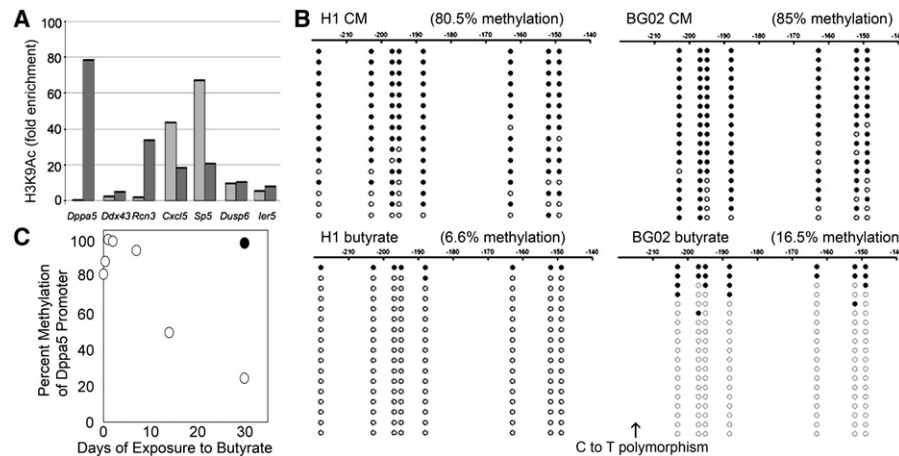 A
H3K9Ac (fold enrichment)
100
80
60
40
20
0
Dppa5 Ddx43 Rcn3 Cxcl5 Sp5 Dusp6 Ier5
B
H1 CM (80.5% methylation)
-210 -200 -190 -180 -170 -160 -150 -140
BG02 CM (85% methylation)
-210 -200 -190 -180 -170 -160 -150 -140
H1 butyrate (6.6% methylation)
-210 -200 -190 -180 -170 -160 -150 -140
BG02 butyrate (16.5% methylation)
-210 -200 -190 -180 -170 -160 -150 -140
C to T polymorphism
C
Percent Methylation
of Dppa5 Promoter
100
80
60
40
20
0
0 10 20 30
Days of Exposure to Butyrate